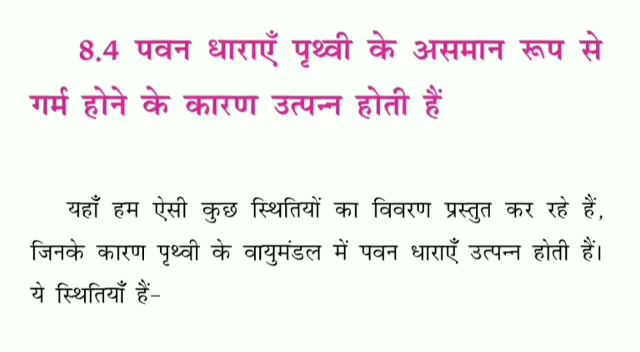 8.4 पवन धाराएँ पृथ्वी के असमान रूप से
गर्म होने के कारण उत्पन्न होती हैं
यहाँ हम ऐसी कुछ स्थितियों का विवरण प्रस्तुत कर रहे हैं,
जिनके कारण पृथ्वी के वायुमंडल में पवन धाराएँ उत्पन्न होती हैं।
ये स्थितियाँ हैं–